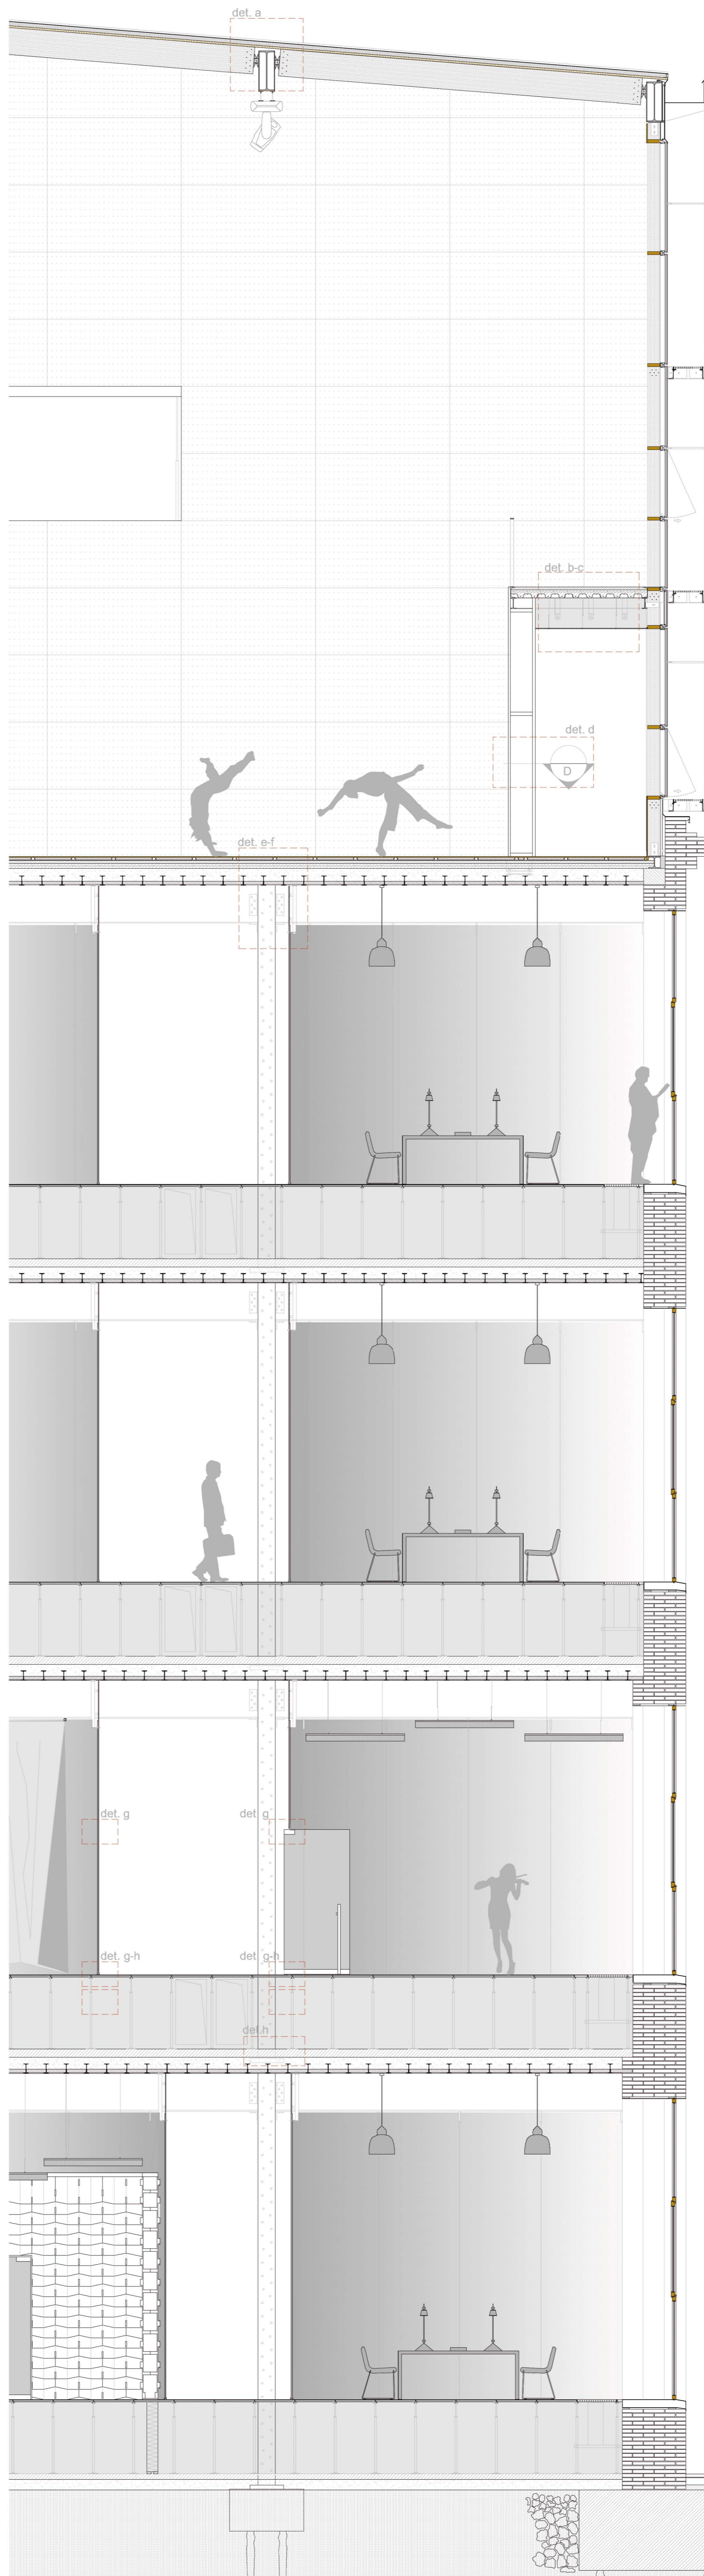 det. a
det. b-c
det. d
D
det. e-f
det. g
det. g
det. g-h
det. g-h
det.h